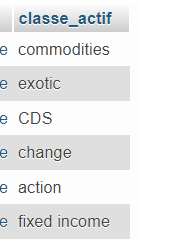 classe_actif
e commodities
e exotic
e CDS
e change
e action
e fixed income